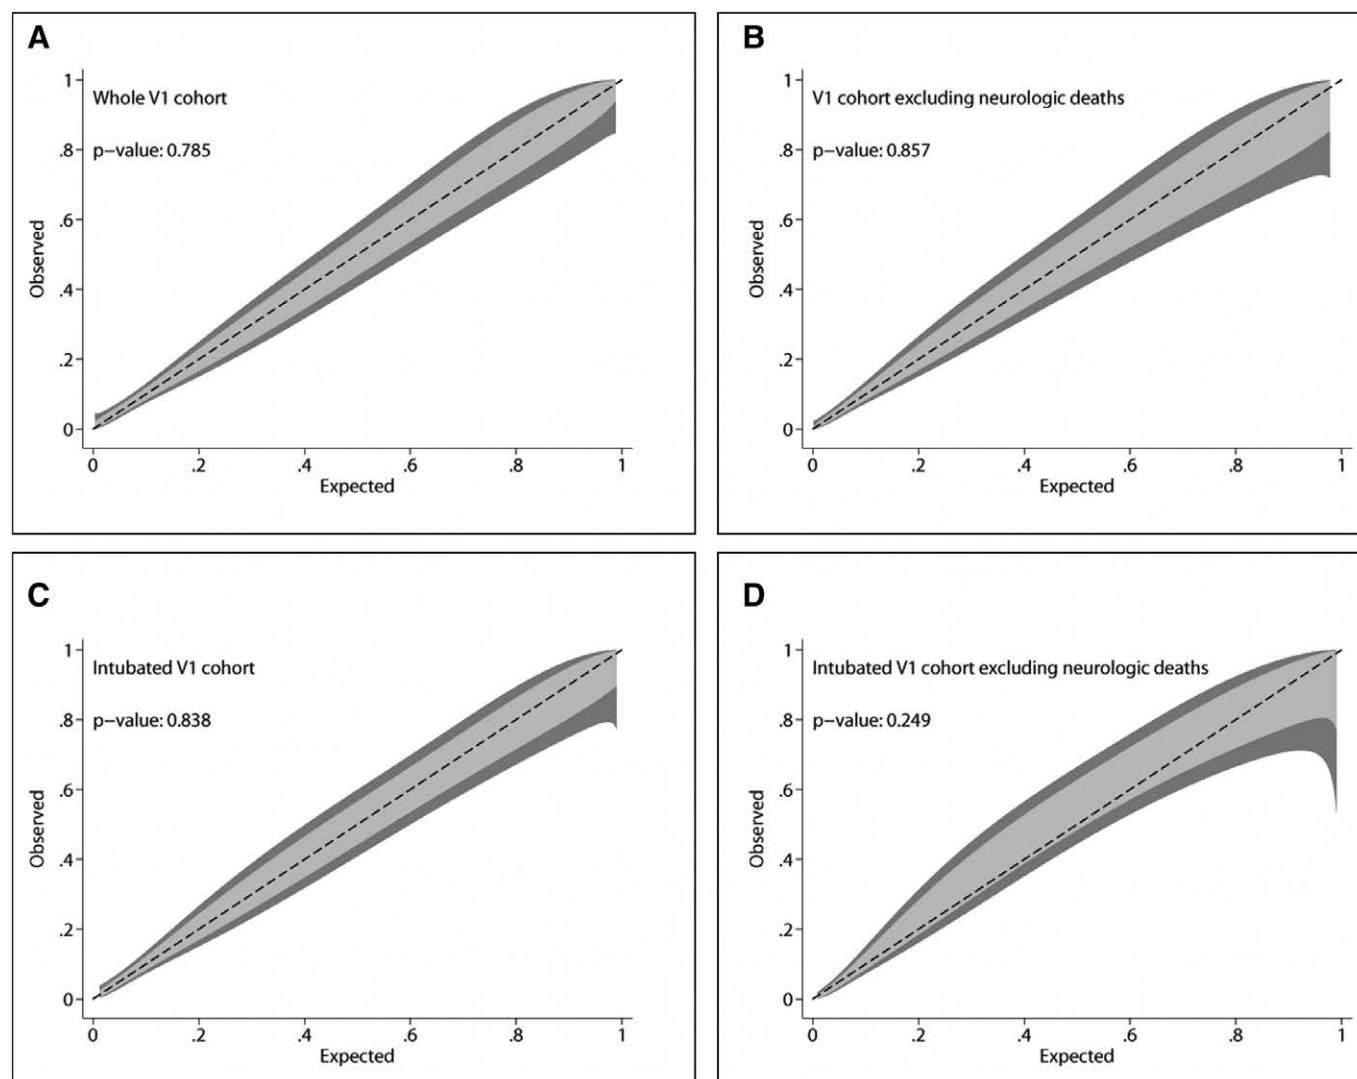 A
Whole V1 cohort
p−value: 0.785
1
.8
.6
.4
.2
0
Observed
0 .2 .4 .6 .8 1
Expected
B
V1 cohort excluding neurologic deaths
p−value: 0.857
1
.8
.6
.4
.2
0
Observed
0 .2 .4 .6 .8 1
Expected
C
Intubated V1 cohort
p−value: 0.838
1
.8
.6
.4
.2
0
Observed
0 .2 .4 .6 .8 1
Expected
D
Intubated V1 cohort excluding neurologic deaths
p−value: 0.249
1
.8
.6
.4
.2
0
Observed
0 .2 .4 .6 .8 1
Expected